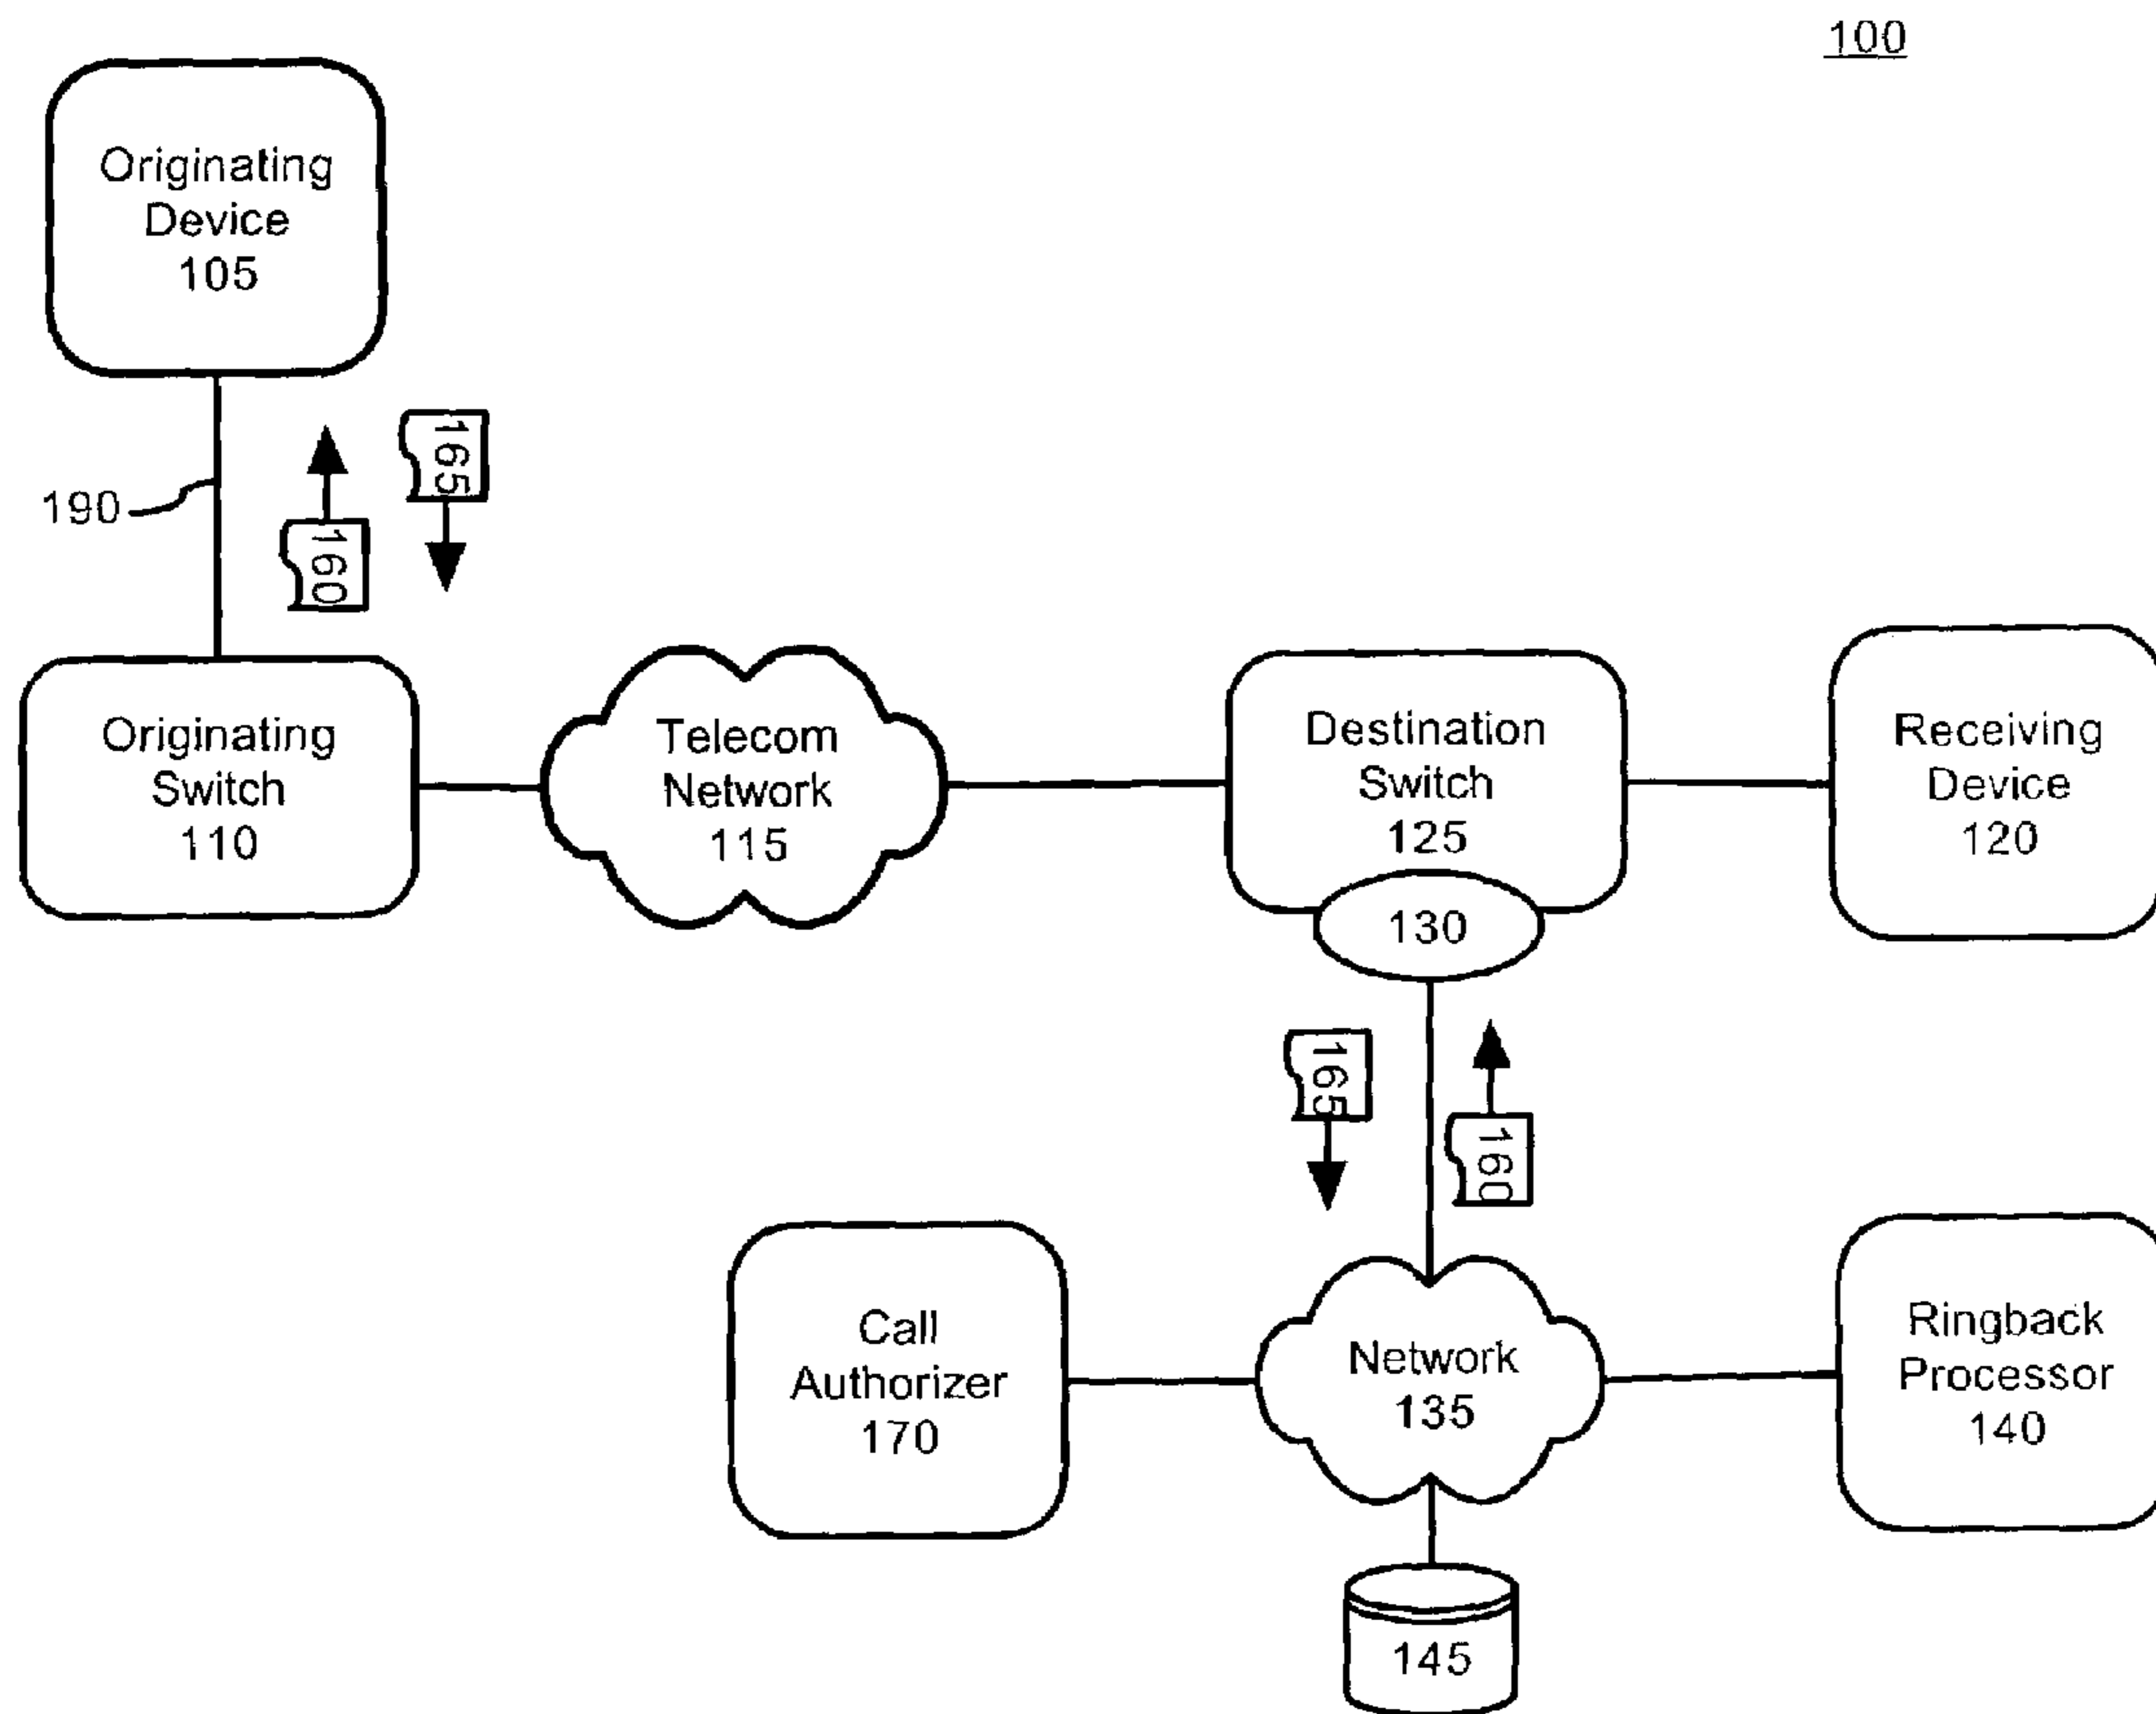 100
Originating
Device
105
190
165
160
Originating
Switch
110
Telecom
Network
115
Destination
Switch
125
130
Receiving
Device
120
165
160
Call
Authorizer
170
Network
135
Ringback
Processor
140
145